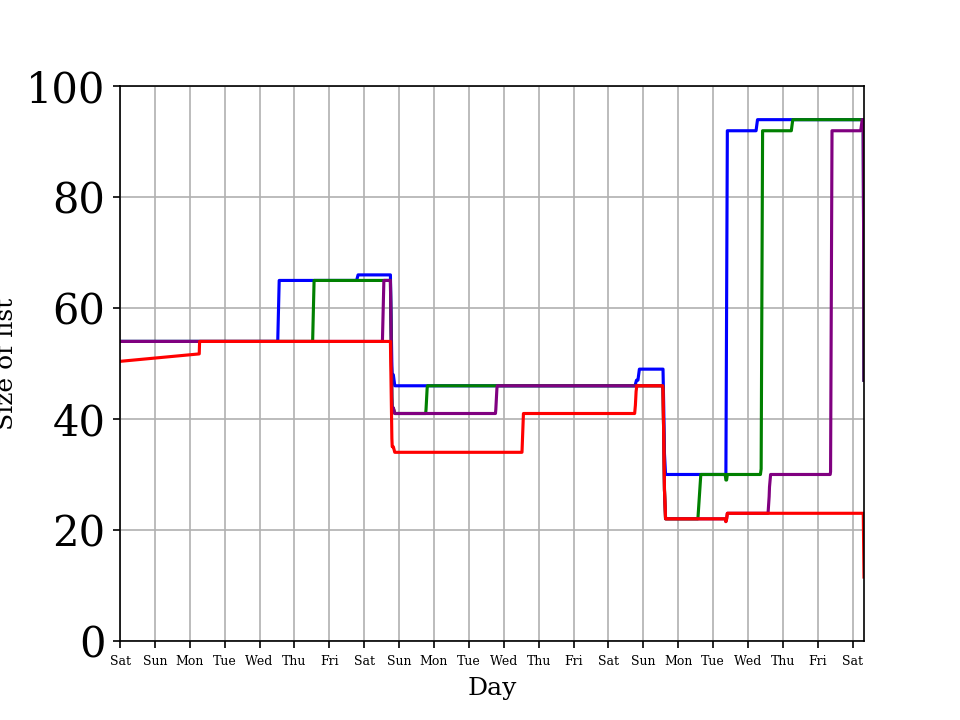 100
80
60
40
20
0
Size of list
Sat Sun Mon Tue Wed Thu Fri Sat Sun Mon Tue Wed Thu Fri Sat Sun Mon Tue Wed Thu Fri Sat
Day